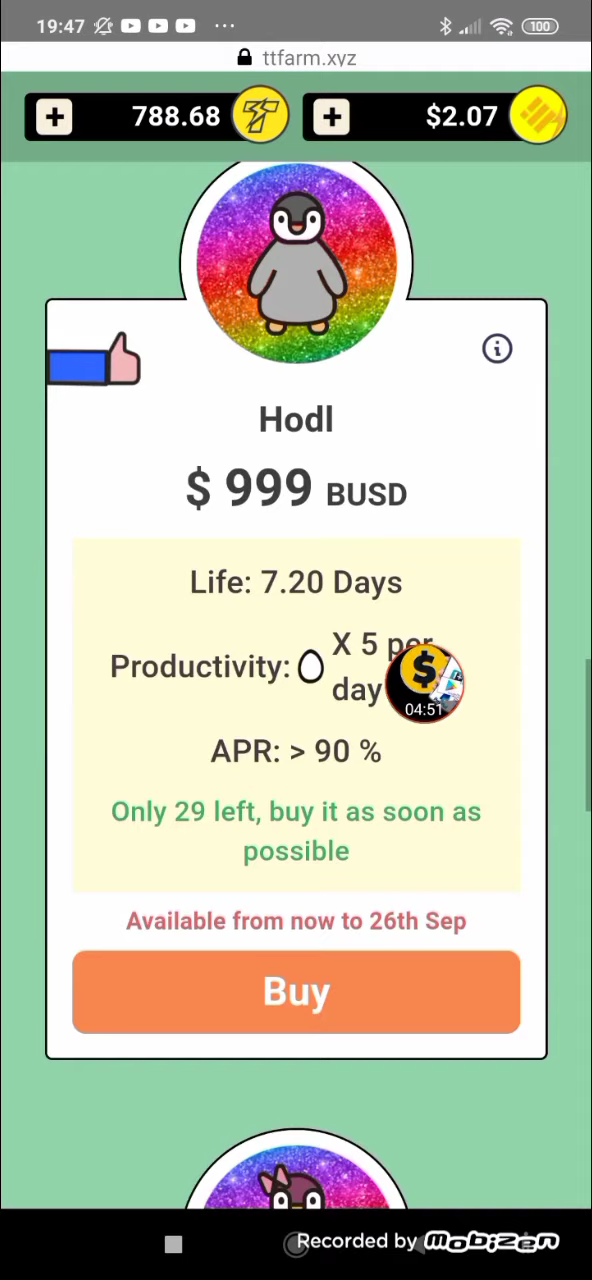 19:47 ... 100
ttfarm.xyz
+ 788.68 + $2.07
Hodl
$ 999 BUSD
Life: 7.20 Days
Productivity: X 5 per
day
04:51
APR: > 90 %
Only 29 left, buy it as soon as
possible
Available from now to 26th Sep
Buy
Recorded by Mobizen